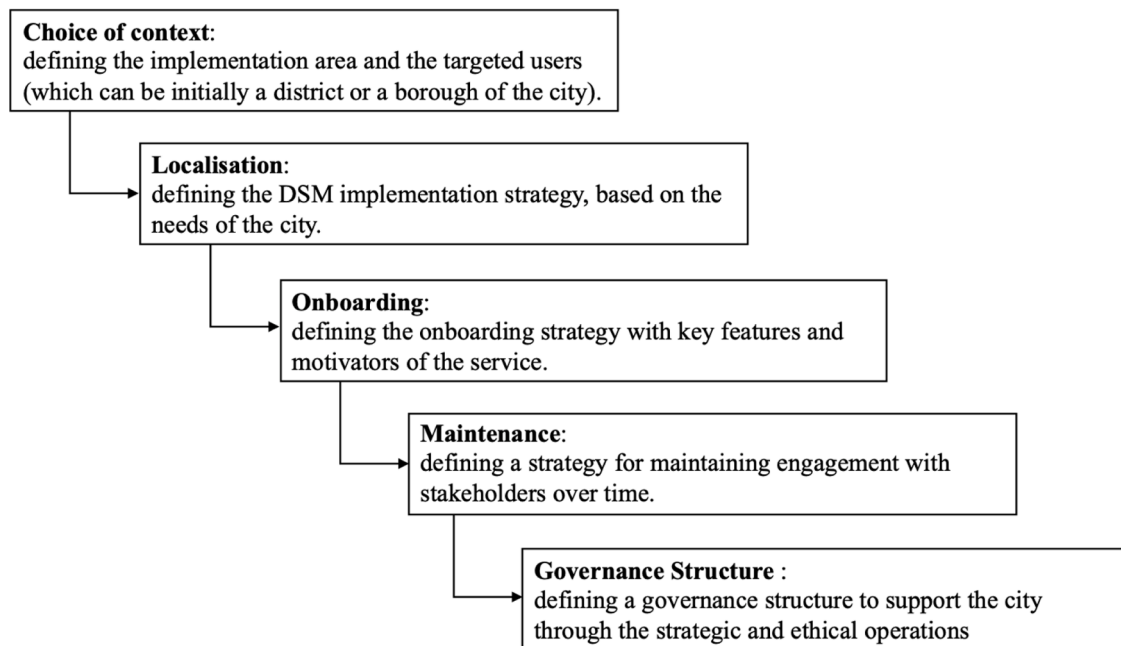 Choice of context:
defining the implementation area and the targeted users
(which can be initially a district or a borough of the city).
Localisation:
defining the DSM implementation strategy, based on the
needs of the city.
Onboarding:
defining the onboarding strategy with key features and
motivators of the service.
Maintenance:
defining a strategy for maintaining engagement with
stakeholders over time.
Governance Structure :
defining a governance structure to support the city
through the strategic and ethical operations